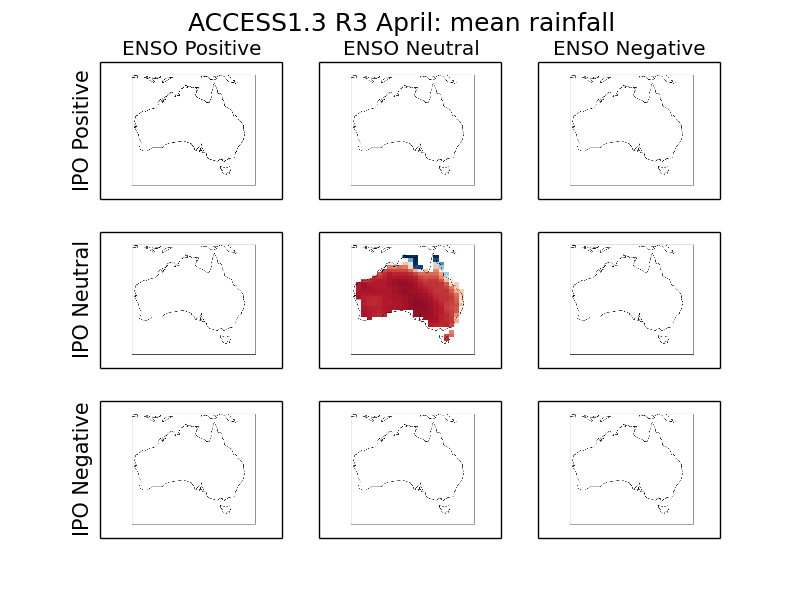 ACCESS1.3 R3 April: mean rainfall
ENSO Positive
ENSO Neutral
ENSO Negative
IPO Positive
IPO Neutral
IPO Negative